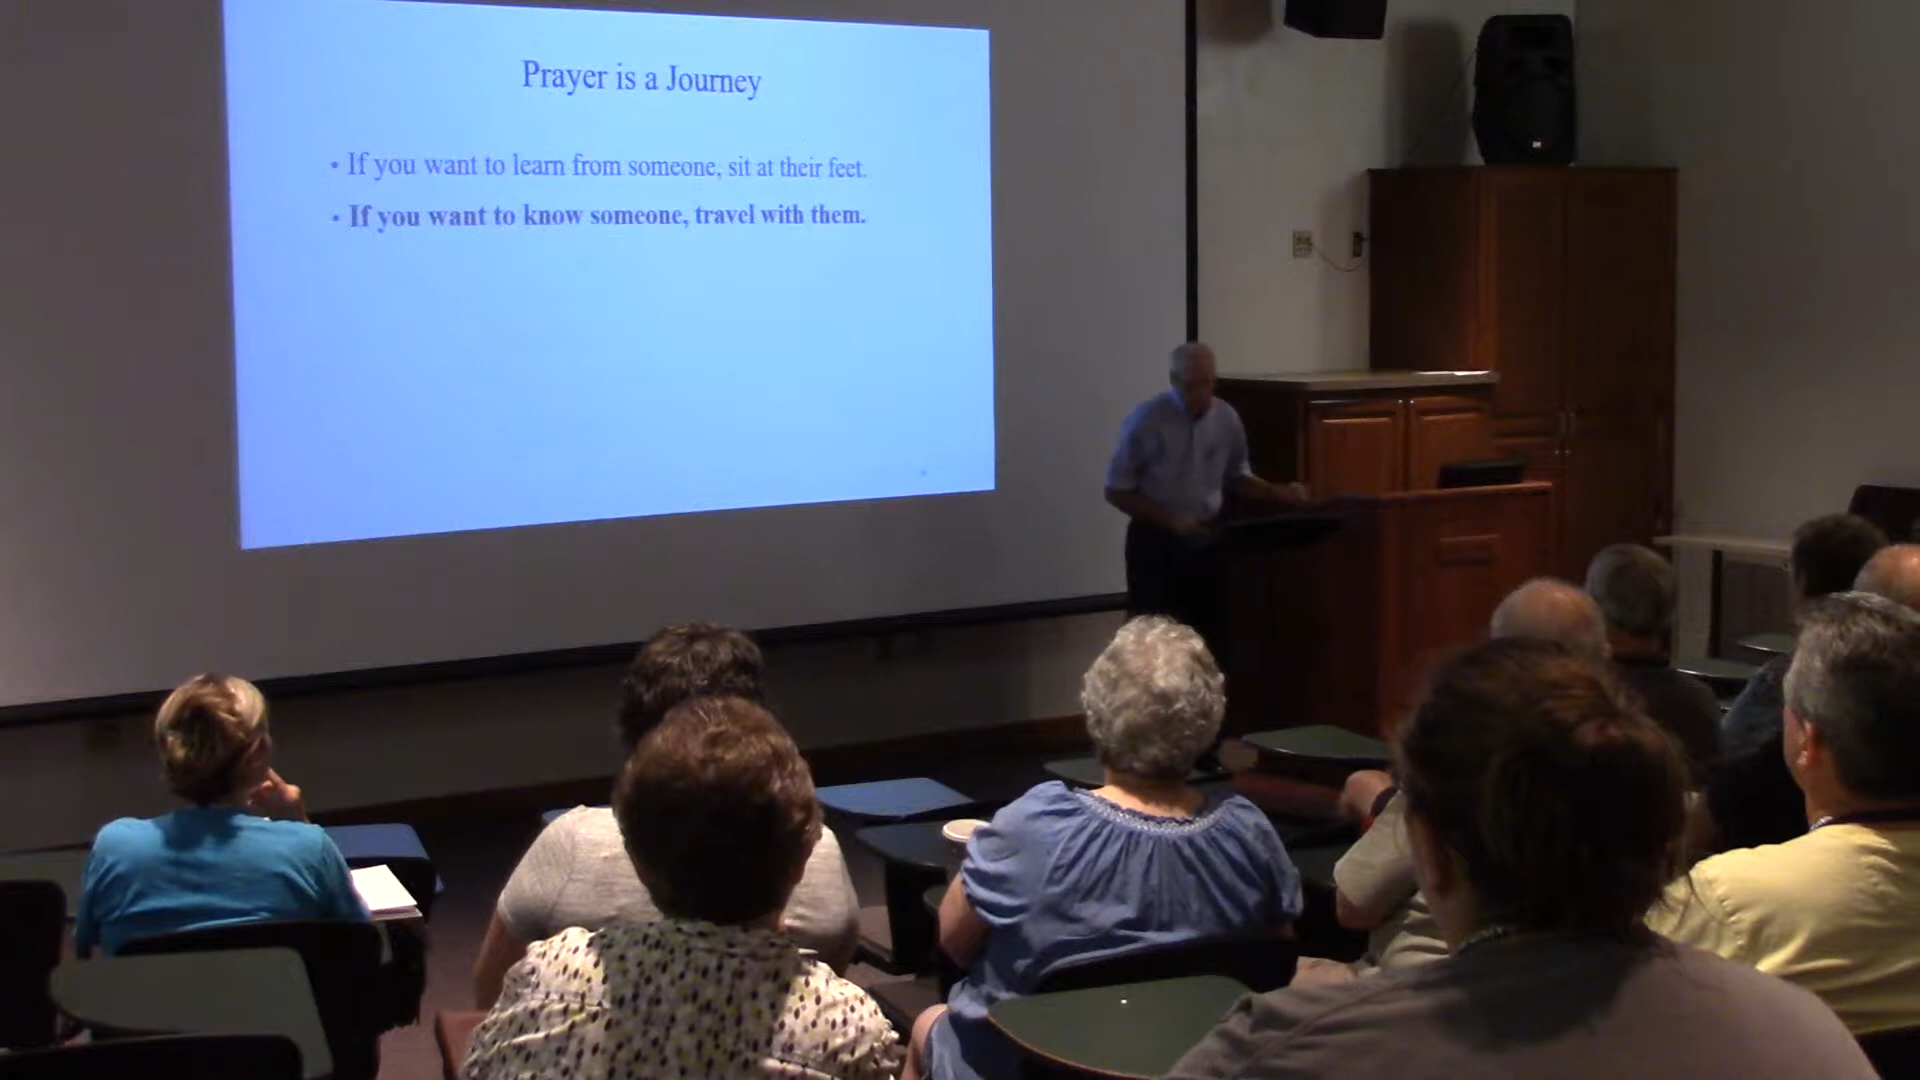 Prayer is a Journey
• If you want to learn from someone, sit at their feet.
• If you want to know someone, travel with them.